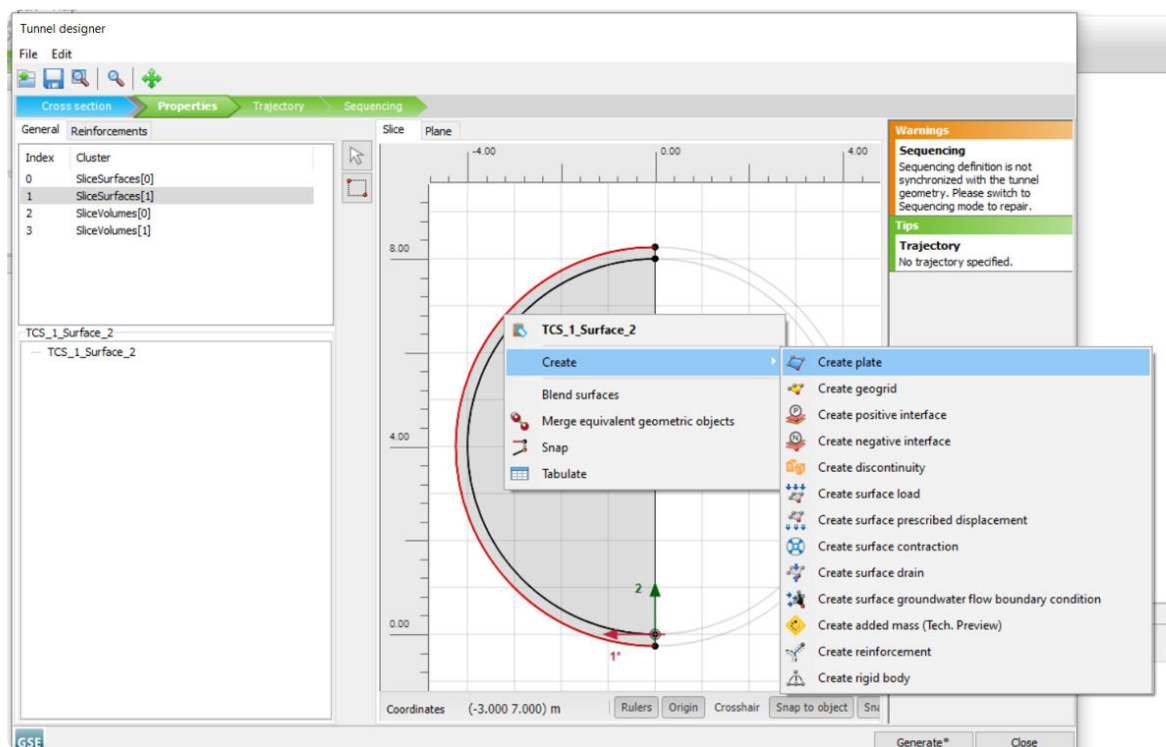 Tunnel designer
File Edit
Cross section Properties Trajectory Sequencing
General Reinforcements
Index Cluster
0 SliceSurfaces[0]
1 SliceSurfaces[1]
2 SliceVolumes[0]
3 SliceVolumes[1]
TCS_1_Surface_2
TCS_1_Surface_2
Slice Plane
-4.00 0.00 4.00
8.00
4.00
0.00
2
1*
TCS_1_Surface_2
Create
Blend surfaces
Merge equivalent geometric objects
Snap
Tabulate
Create plate
Create geogrid
P Create positive interface
N Create negative interface
Create discontinuity
Create surface load
Create surface prescribed displacement
Create surface contraction
Create surface drain
Create surface groundwater flow boundary condition
Create added mass (Tech. Preview)
Create reinforcement
Create rigid body
Warnings
Sequencing
Sequencing definition is not
synchronized with the tunnel
geometry. Please switch to
Sequencing mode to repair.
Tips
Trajectory
No trajectory specified.
Coordinates (-3.000 7.000) m Rulers Origin Crosshair Snap to object Sna
GSE
Generate* Close